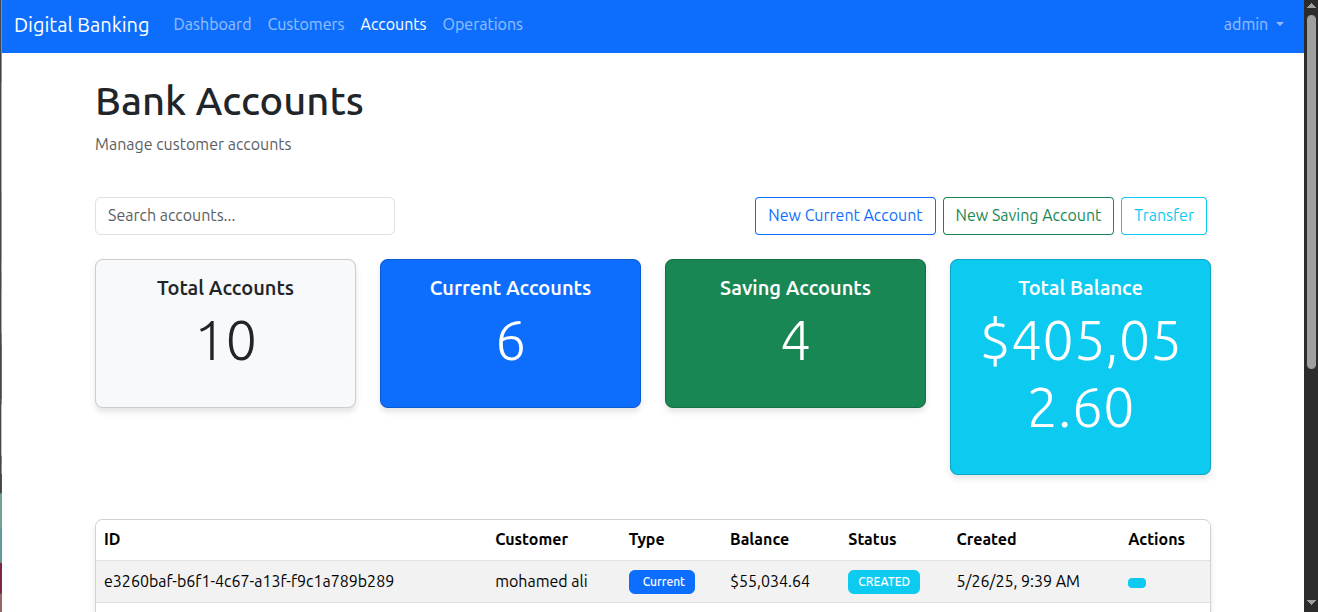 Digital Banking Dashboard Customers Accounts Operations admin
Bank Accounts
Manage customer accounts
Search accounts... New Current Account New Saving Account Transfer
Total Accounts
10
Current Accounts
6
Saving Accounts
4
Total Balance
$405,05
2.60
ID Customer Type Balance Status Created Actions
e3260baf-b6f1-4c67-a13f-f9c1a789b289 mohamed ali Current $55,034.64 CREATED 5/26/25, 9:39 AM